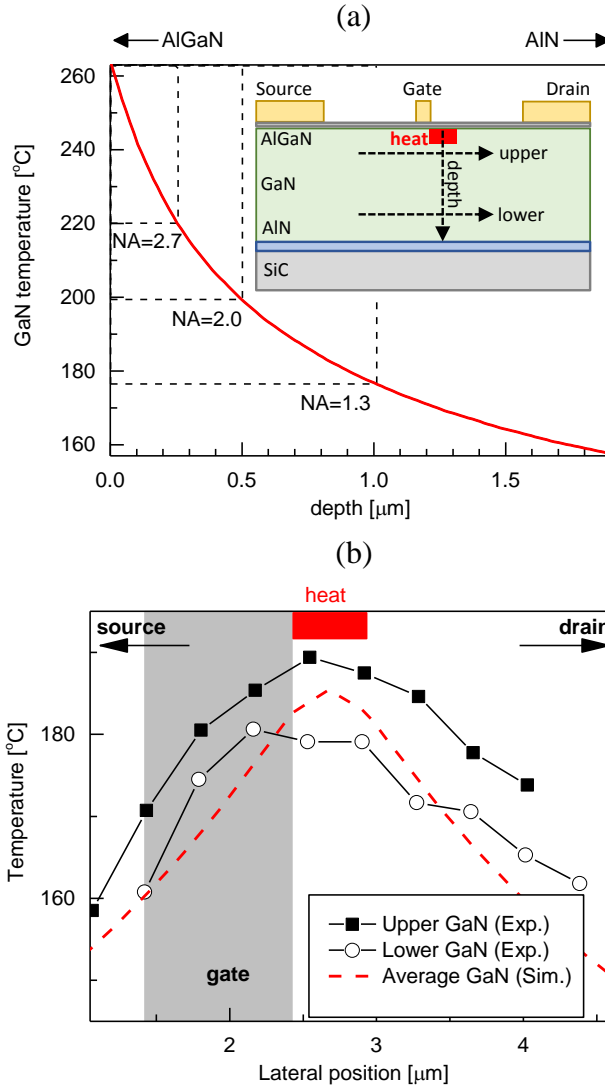 (a)
AlGaN AlN
260
240
220
200
180
160
GaN temperature [°C]
Source Gate Drain
AlGaN heat upper
GaN depth
lower
AlN
SiC
NA=2.7
NA=2.0
NA=1.3
0.0 0.5 1.0 1.5
depth [μm]
(b)
heat
source drain
180
160
Temperature [°C]
gate
Upper GaN (Exp.)
Lower GaN (Exp.)
Average GaN (Sim.)
2 3 4
Lateral position [μm]